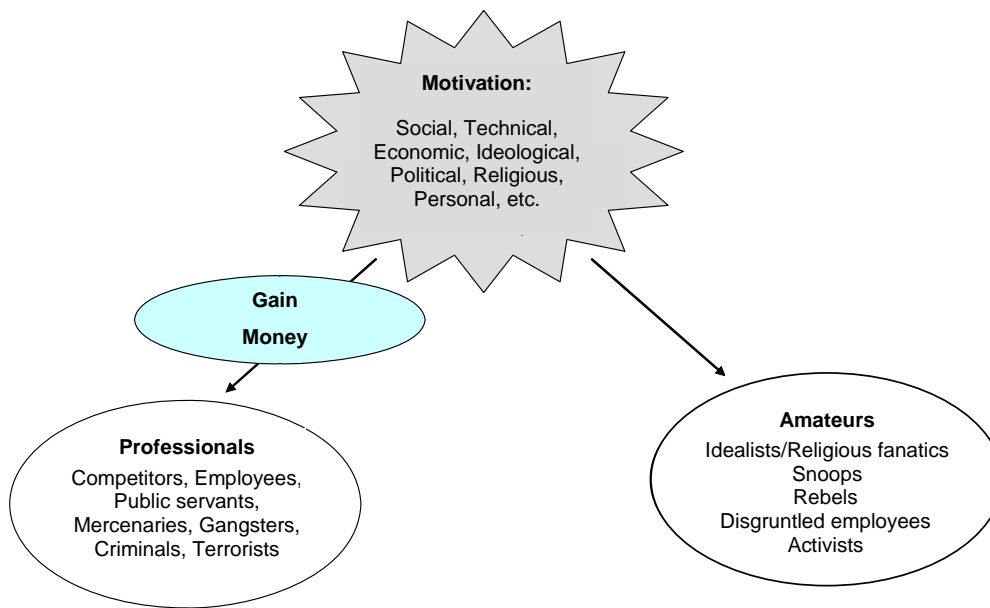 Motivation:
Social, Technical,
Economic, Ideological,
Political, Religious,
Personal, etc.
.
Gain
Money
Professionals
Competitors, Employees,
Public servants,
Mercenaries, Gangsters,
Criminals, Terrorists
Amateurs
Idealists/Religious fanatics
Snoops
Rebels
Disgruntled employees
Activists